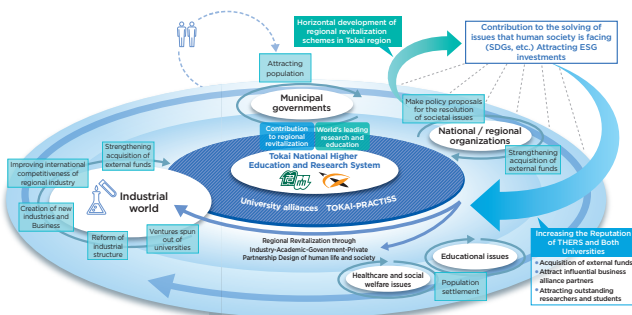 Horizontal development of
regional revitalization
schemes in Tokai region
Contribution to the solving of
issues that human society is facing
(SDGs, etc.) Attracting ESG
investments
Attracting
population
Municipal
governments
Make policy proposals
for the resolution
of societal issues
National / regional
organizations
Strengthening
acquisition of
external funds
Contribution
to regional
revitalization
World's leading
research and
education
Tokai National Higher
Education and Research System
University alliances TOKAI-PRACTISS
Strengthening
acquisition of
external funds
Improving international
competitiveness of
regional industry
Industrial
world
Creation of new
industries and
Business
Reform of
industrial
structure
Ventures spun
out of
universities
Regional Revitalization through
Industry-Academic-Government-Private
Partnership Design of human life and society
Educational issues
Healthcare and social
welfare issues
Population
settlement
Increasing the Reputation
of THERS and Both
Universities
• Acquisition of external funds
• Attract influential business
alliance partners
• Attracting outstanding
researchers and students